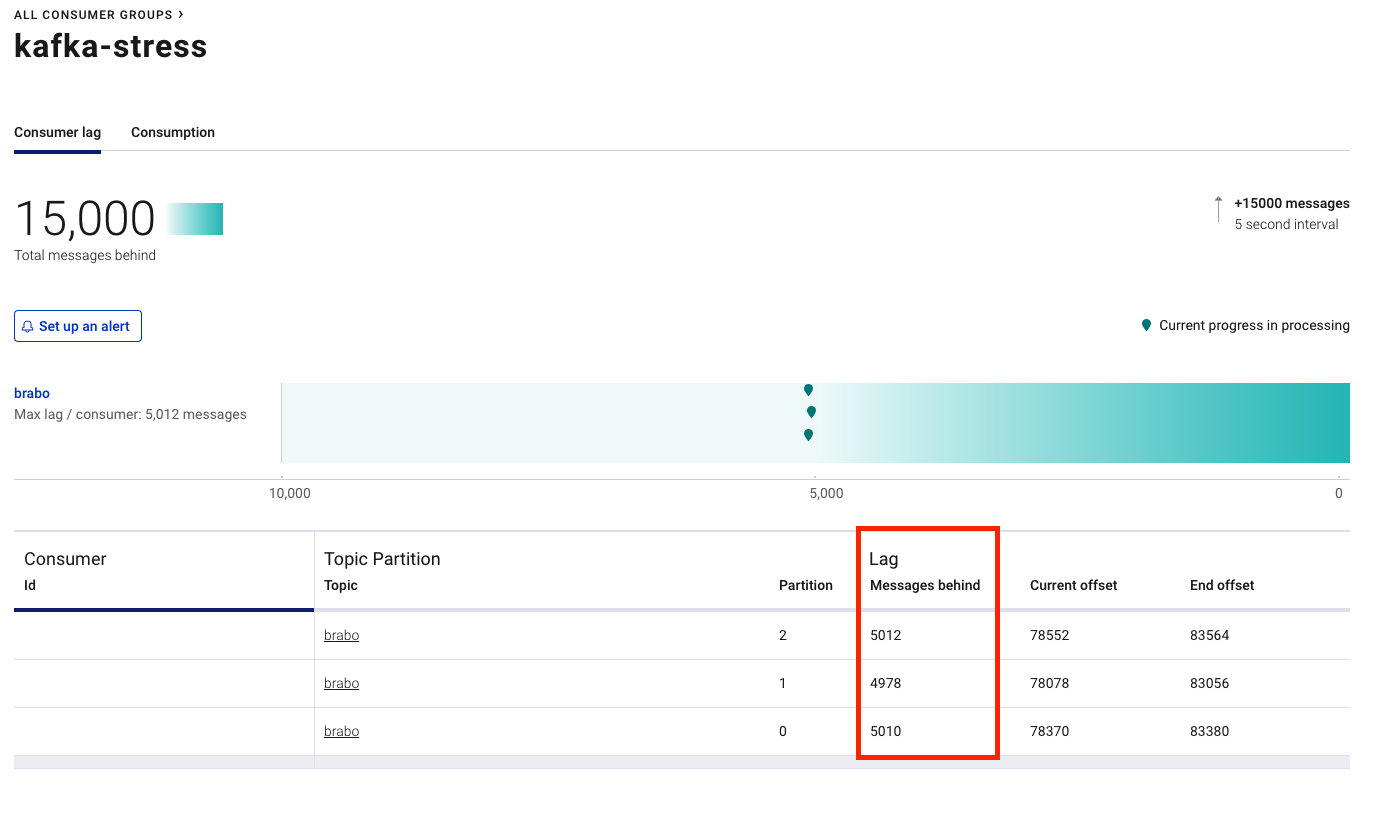 ALL CONSUMER GROUPS ›
kafka-stress
Consumer lag Consumption
15,000
Total messages behind
+15000 messages
5 second interval
Set up an alert
Current progress in processing
brabo
Max lag / consumer: 5,012 messages
10,000 5,000 0
Consumer Topic Partition Lag
Id Topic Partition Messages behind Current offset End offset
brabo 2 5012 78552 83564
brabo 1 4978 78078 83056
brabo 0 5010 78370 83380